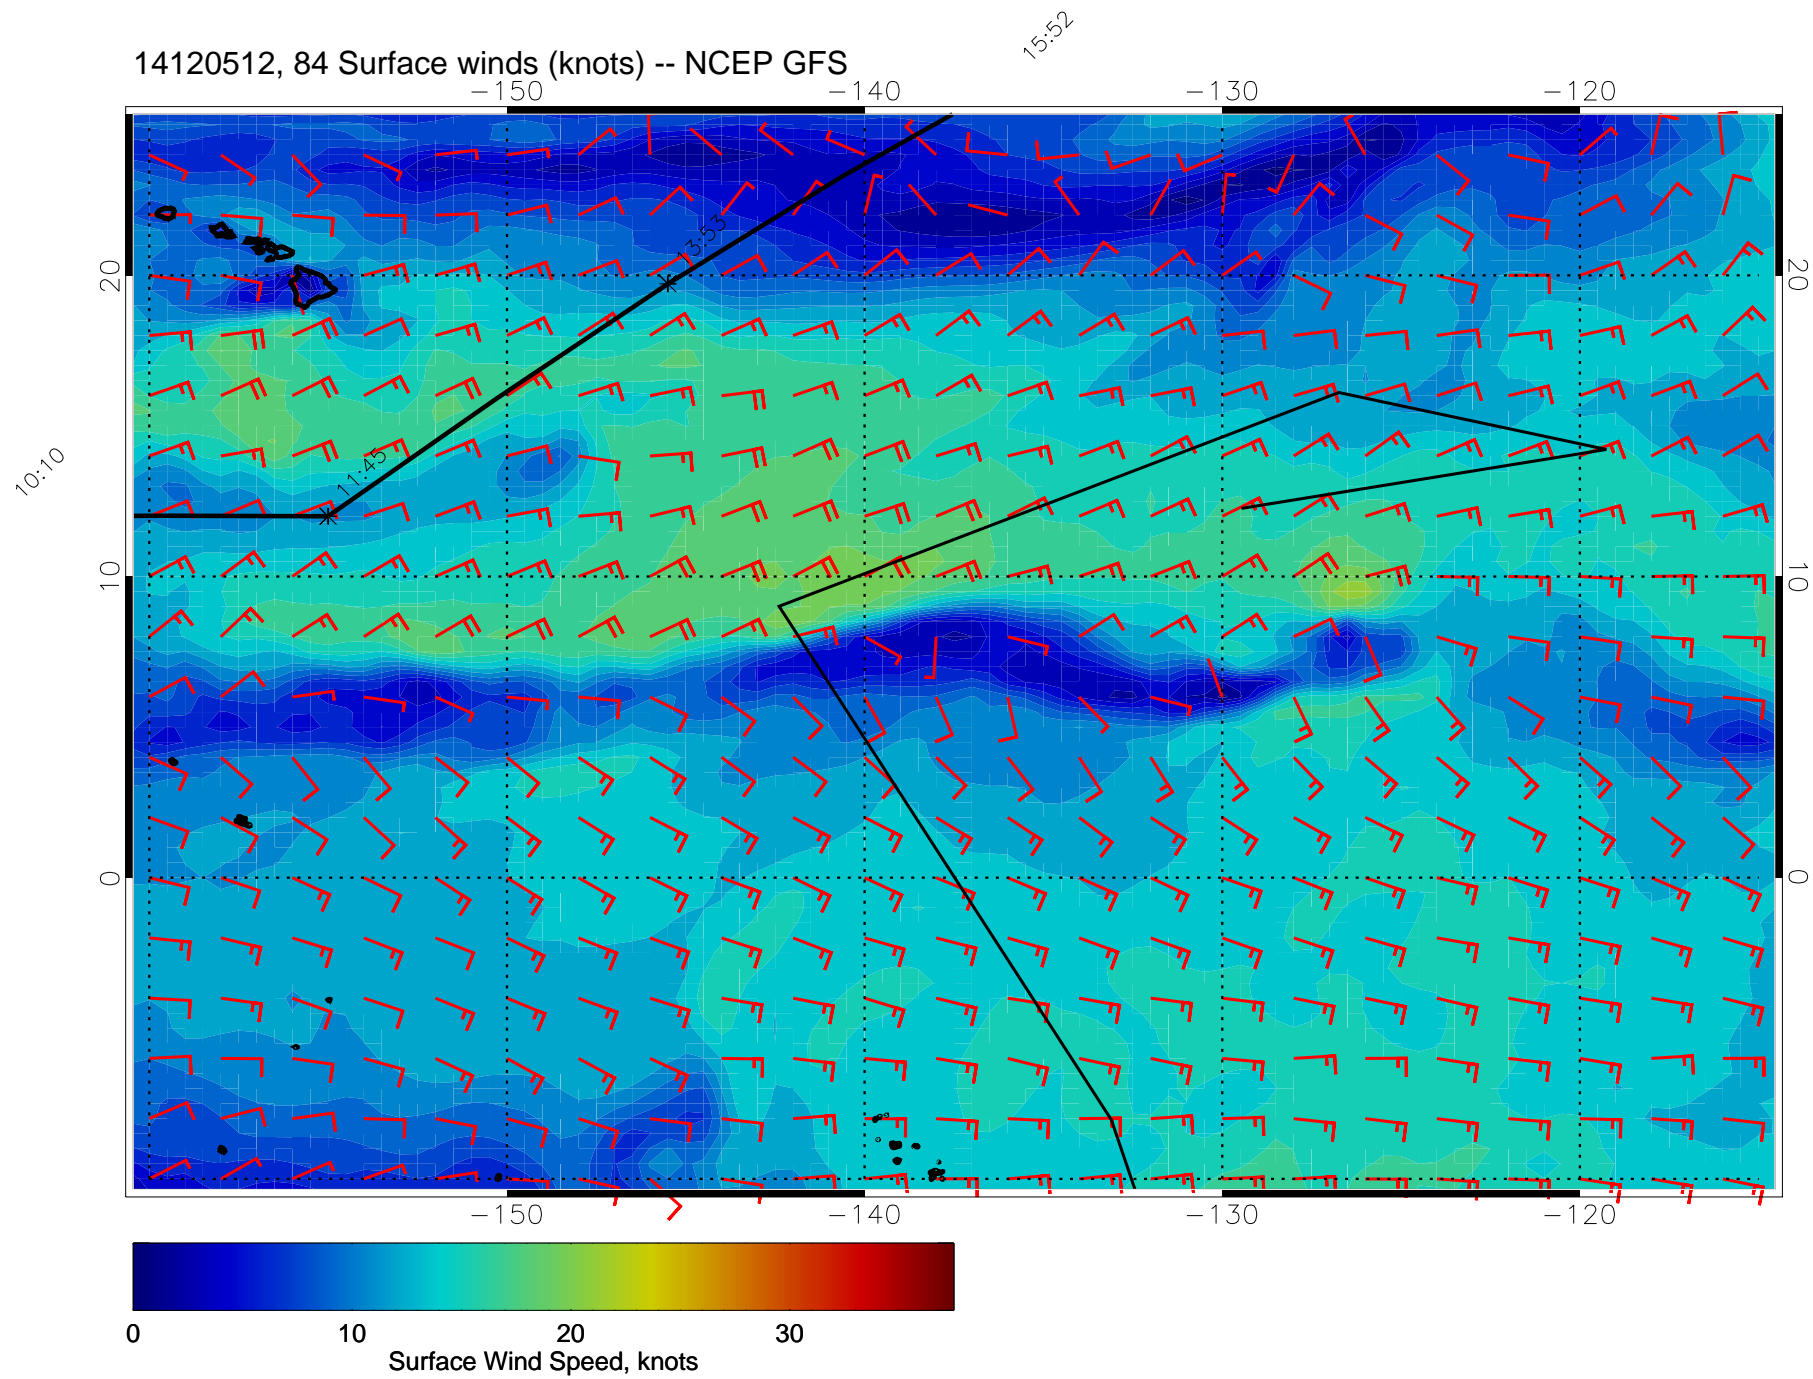 15:52
14120512, 84 Surface winds (knots) -- NCEP GFS
-150 -140 -130 -120
13:53
20 20
11:45
10:10
10 10
0 0
-150 -140 -130 -120
0 10 20 30
Surface Wind Speed, knots